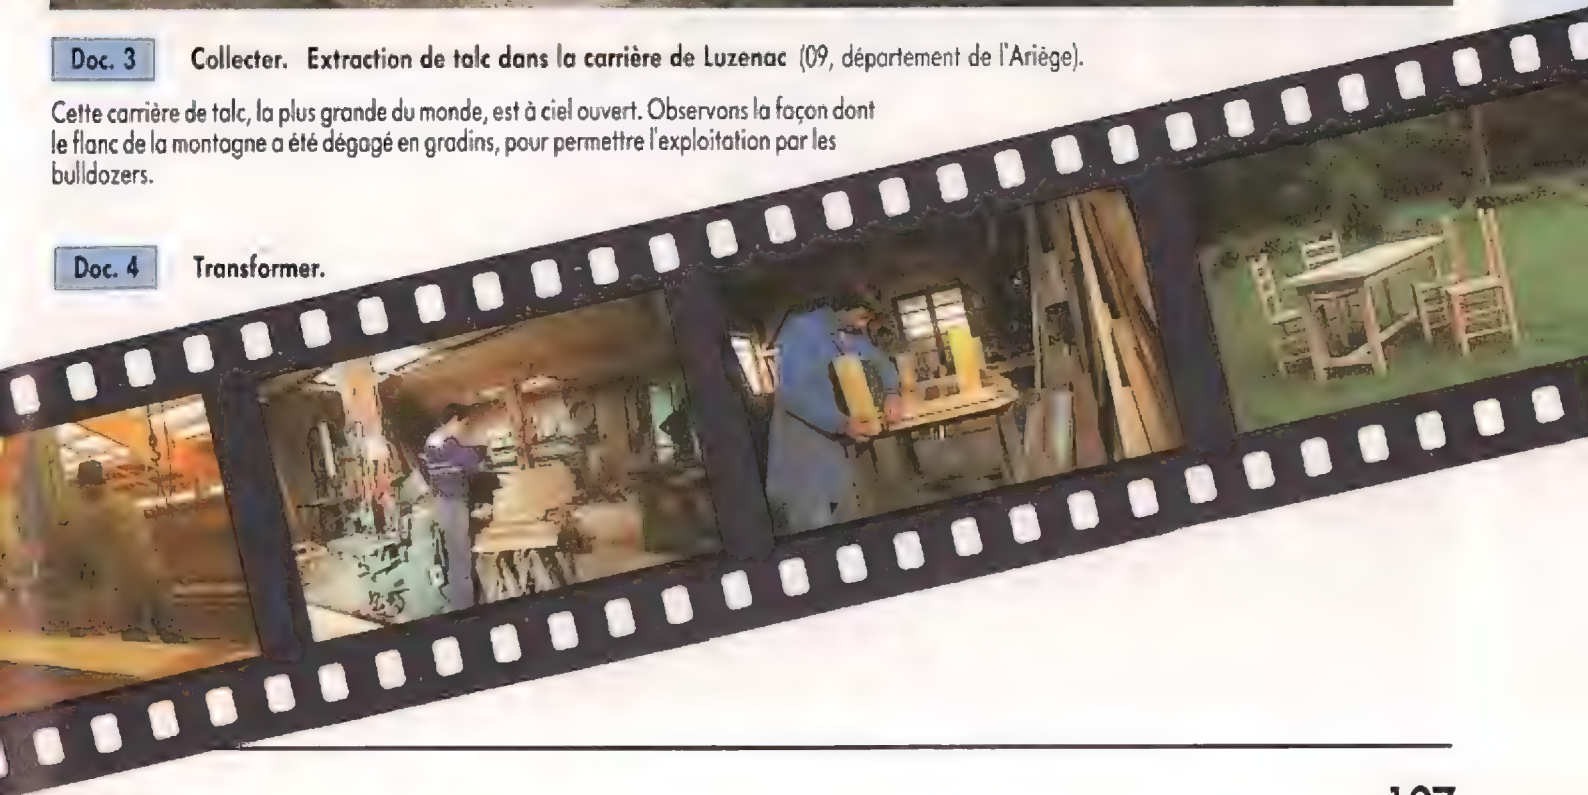 Doc. 3 Collecter. Extraction de talc dans la carrière de Luzenac (09, département de l'Ariège).
Cette carrière de talc, la plus grande du monde, est à ciel ouvert. Observons la façon dont
le flanc de la montagne a été dégagé en gradins, pour permettre l'exploitation par les
bulldozers.
Doc. 4 Transformer.